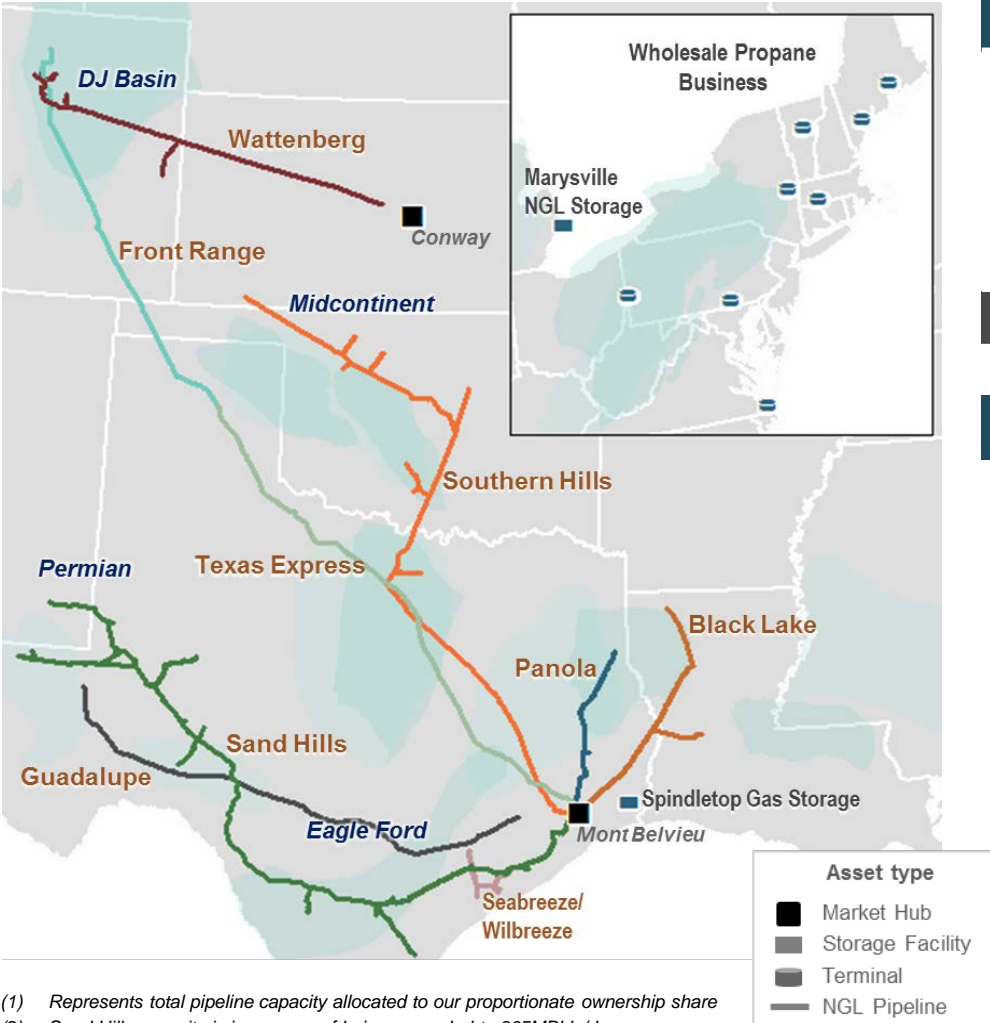 Wholesale Propane
Business
DJ Basin
Wattenberg
Marysville
NGL Storage
Conway
Front Range
Midcontinent
Southern Hills
Texas Express
Permian
Black Lake
Panola
Sand Hills
Guadalupe
Spindletop Gas Storage
Eagle Ford
Mont Belvieu
Seabreeze/
Wilbreeze
Asset type
Market Hub
Storage Facility
Terminal
NGL Pipeline
(1) Represents total pipeline capacity allocated to our proportionate ownership share